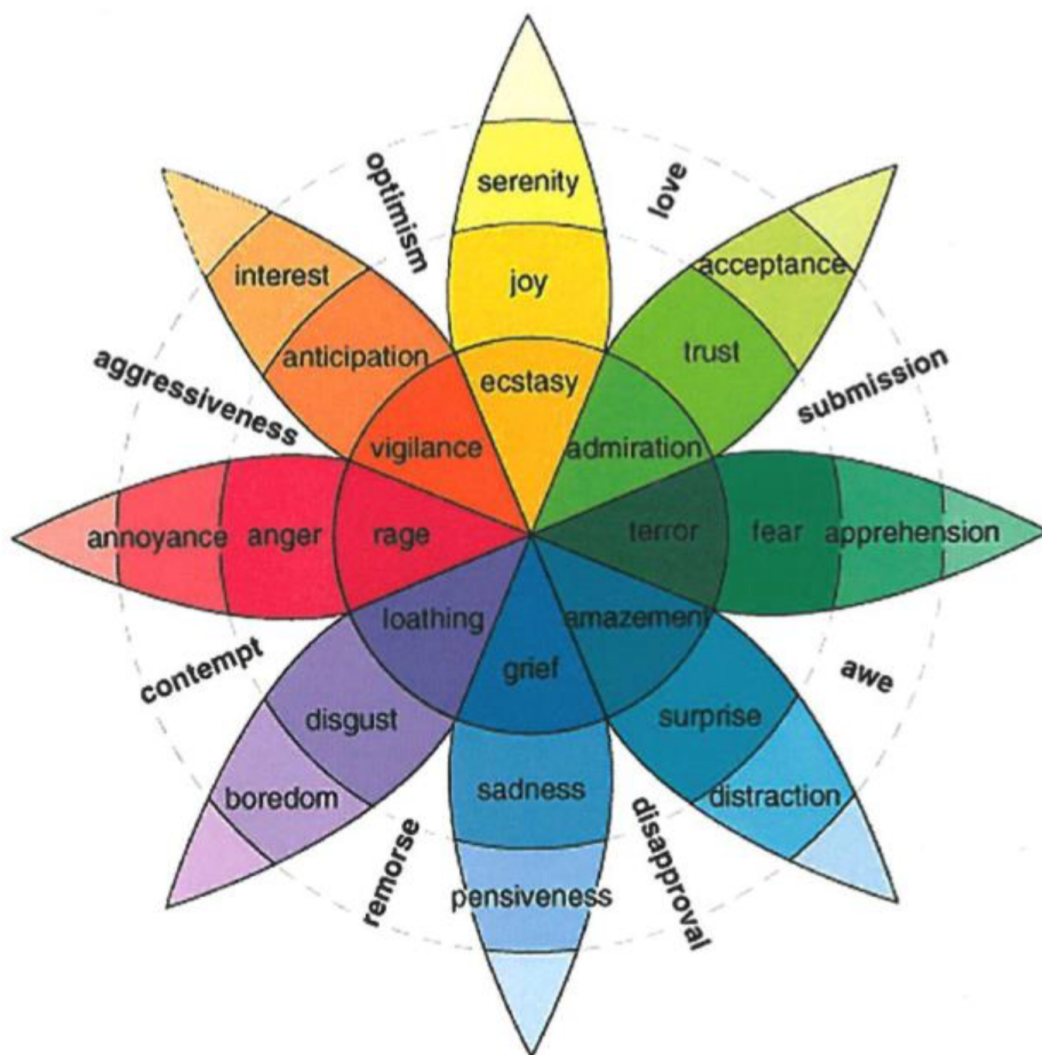 optimism
serenity
love
interest
joy
acceptance
anticipation
trust
aggressiveness
ecstasy
submission
vigilance
admiration
annoyance
anger
rage
terror
fear
apprehension
loathing
amazement
contempt
grief
awe
disgust
surprise
boredom
sadness
distraction
remorse
disapproval
pensiveness